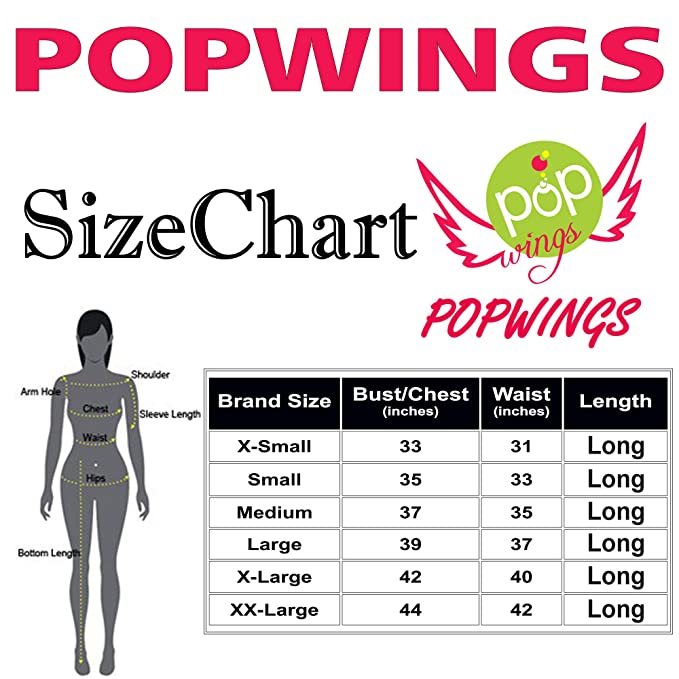 POPWINGS
SizeChart
pop
wings
POPWINGS
Shoulder
Arm Hole
Chest
Sleeve Length
Waist
Hips
Bottom Length
Brand Size Bust/Chest (inches) Waist (inches) Length
X-Small 33 31 Long
Small 35 33 Long
Medium 37 35 Long
Large 39 37 Long
X-Large 42 40 Long
XX-Large 44 42 Long